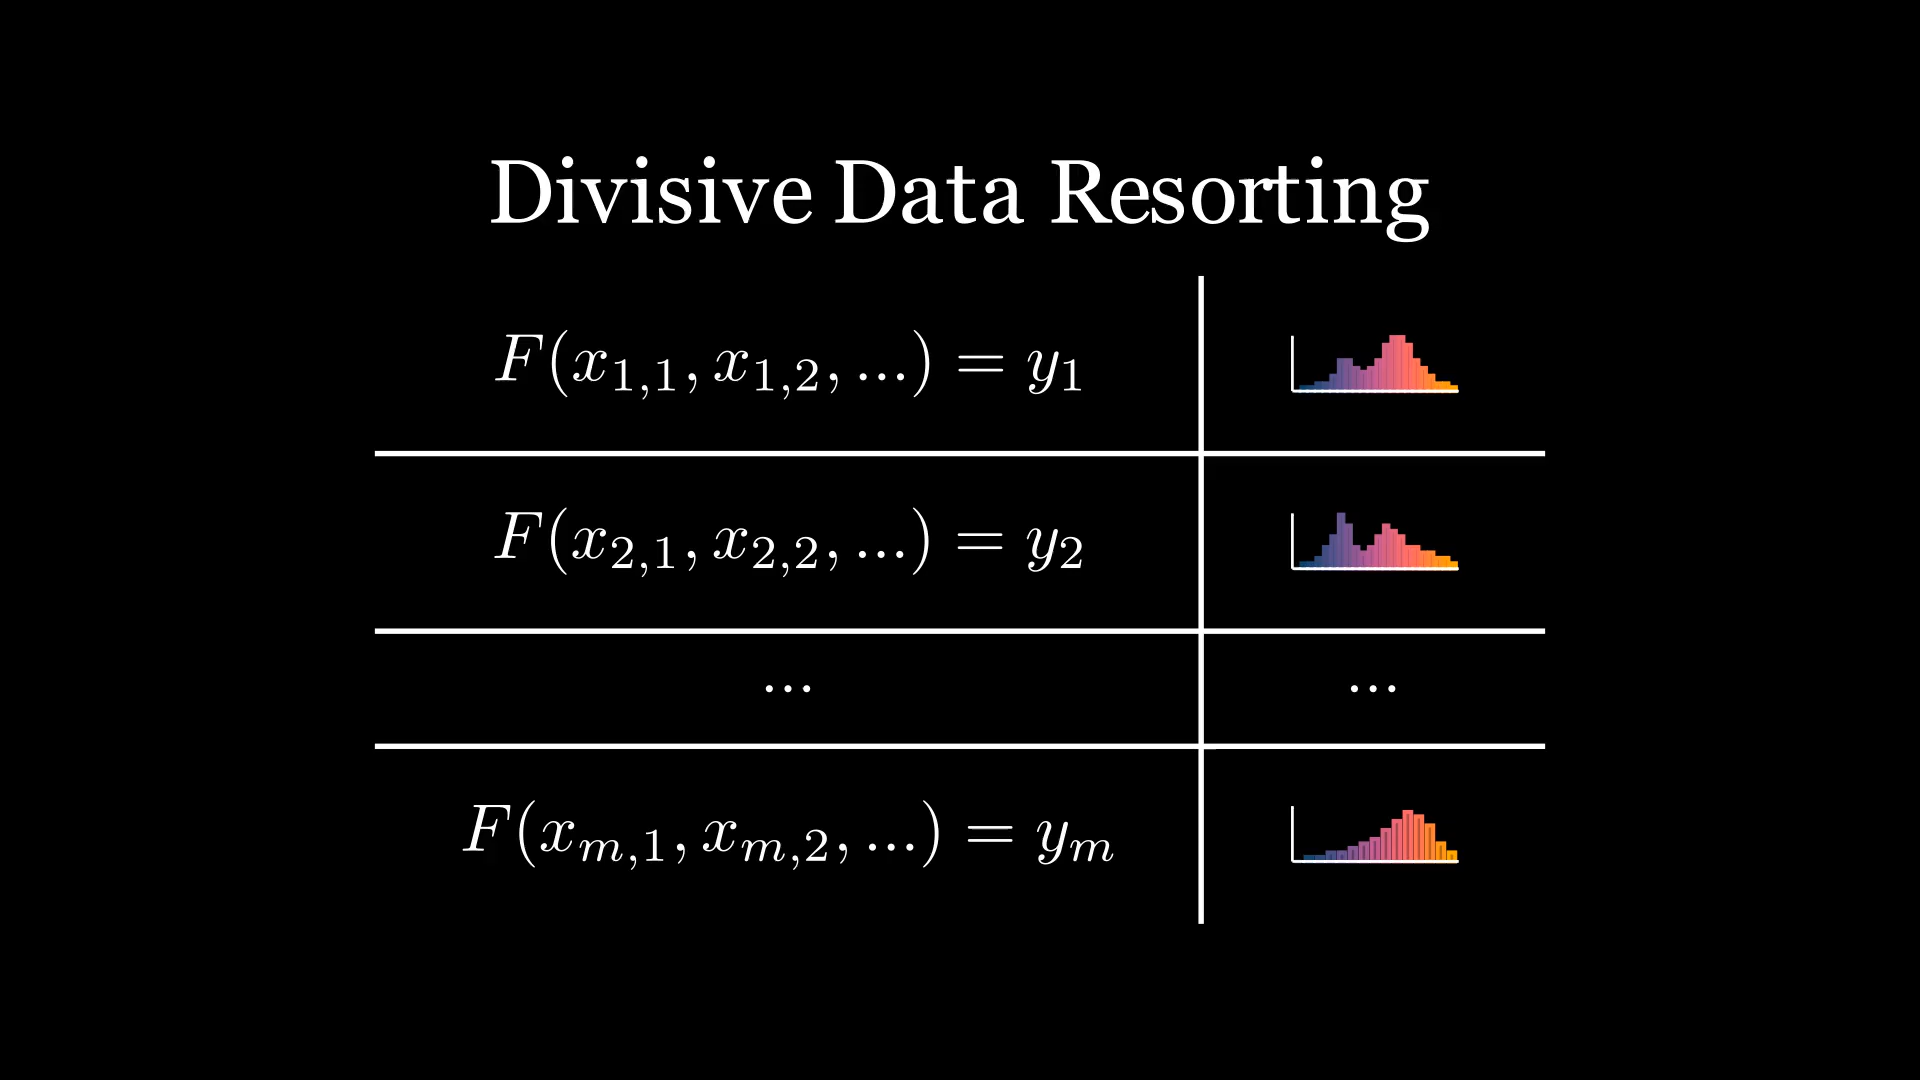 Divisive Data Resorting
F(x_{1,1}, x_{1,2}, ...) = y_1
F(x_{2,1}, x_{2,2}, ...) = y_2
... ...
F(x_{m,1}, x_{m,2}, ...) = y_m